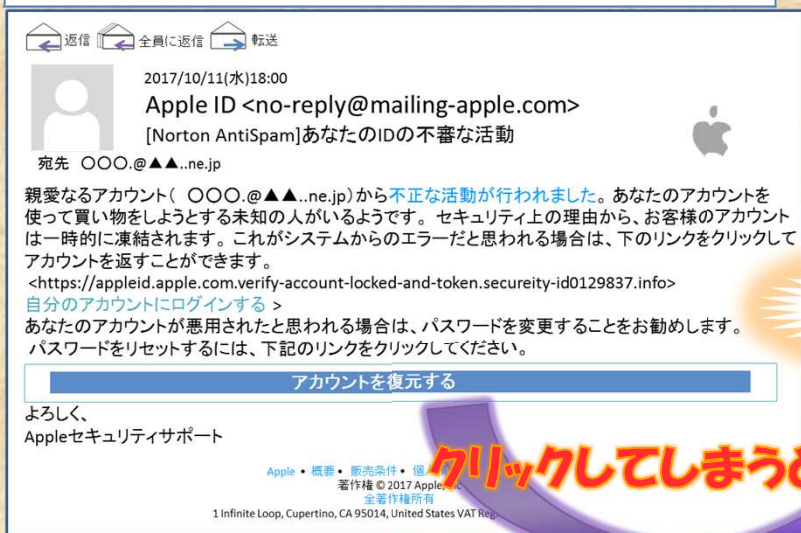 返信 全員に返信 転送
2017/10/11(水)18:00
Apple ID <no-reply@mailing-apple.com>
[Norton AntiSpam]あなたのIDの不審な活動
宛先 〇〇〇.@▲▲..ne.jp
親愛なるアカウント( 〇〇〇.@▲▲..ne.jp)から不正な活動が行われました。あなたのアカウントを
使って買い物をしようとする未知の人がいるようです。セキュリティ上の理由から、お客様のアカウント
は一時的に凍結されます。これがシステムからのエラーだと思われる場合は、下のリンクをクリックして
アカウントを返すことができます。
<https://appleid.apple.com.verify-account-locked-and-token.secureity-id0129837.info>
自分のアカウントにログインする >
あなたのアカウントが悪用されたと思われる場合は、パスワードを変更することをお勧めします。
パスワードをリセットするには、下記のリンクをクリックしてください。
アカウントを復元する
よろしく、
Appleセキュリティサポート
クリックしてしまう
Apple • 概要 • 販売条件 • 個人
著作権 © 2017 Apple
全著作権所有
1 Infinite Loop, Cupertino, CA 95014, United States VAT Reg